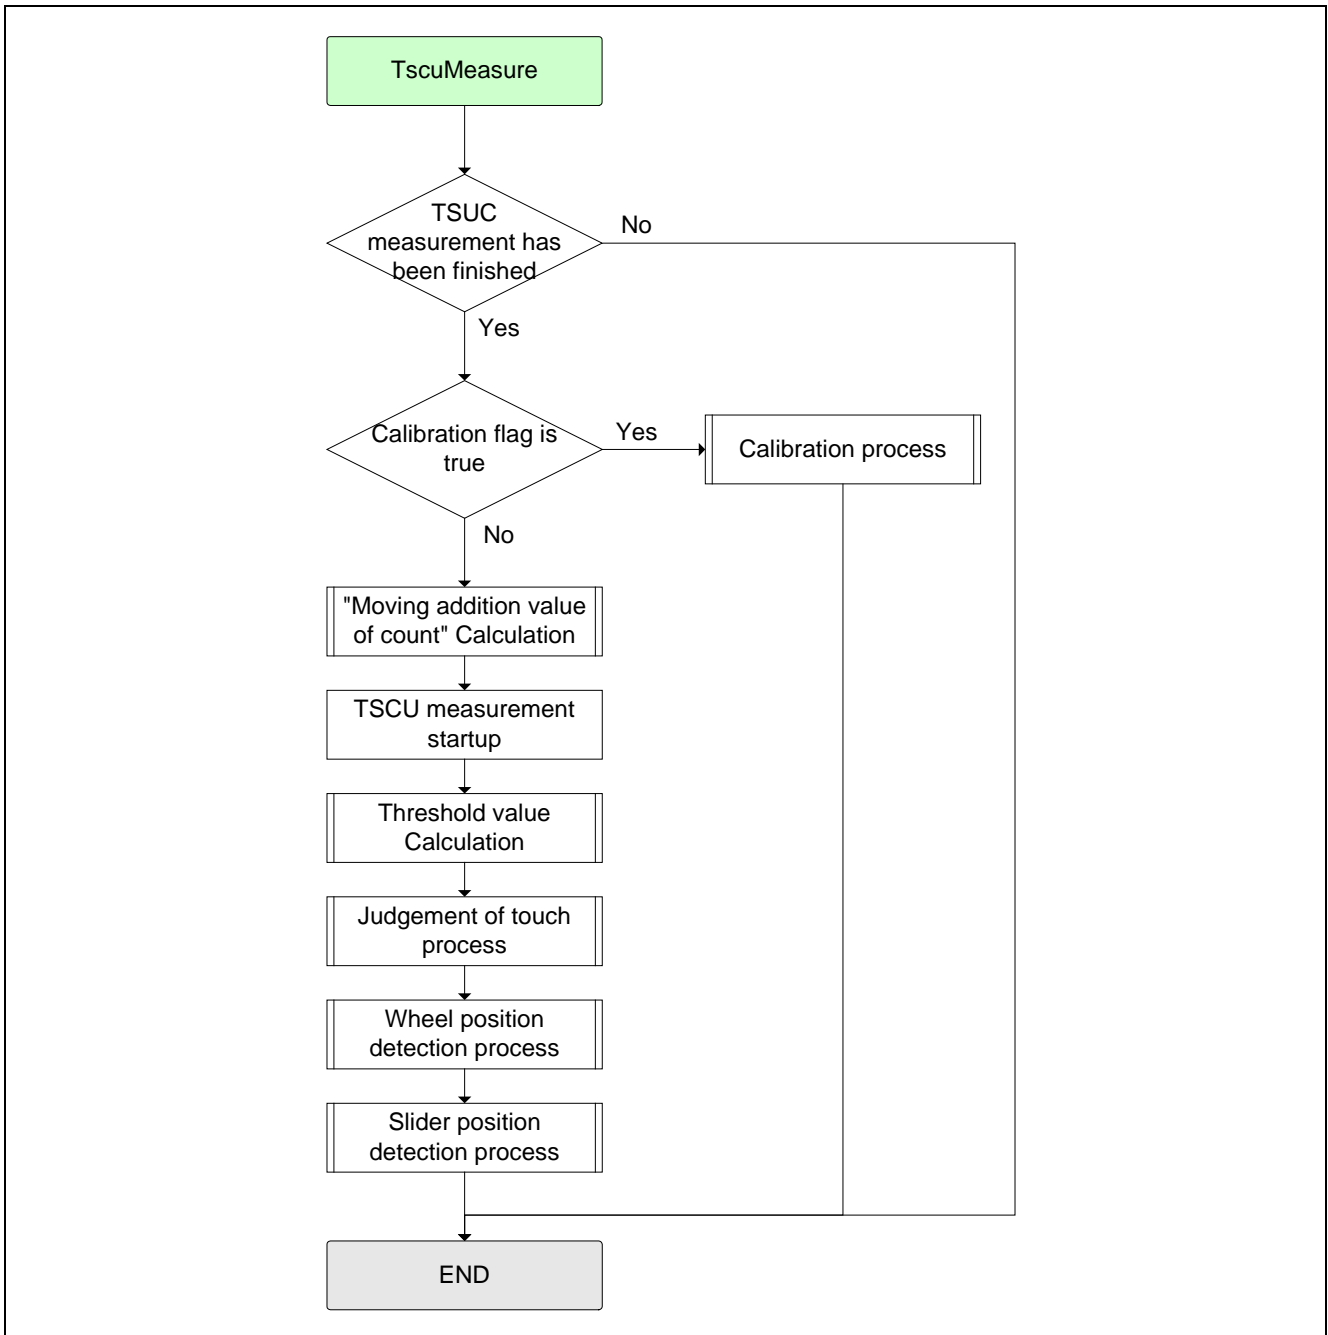 TscuMeasure
TSUC
measurement has
been finished
No
Yes
Calibration flag is
true
Yes
Calibration process
No
"Moving addition value
of count" Calculation
TSCU measurement
startup
Threshold value
Calculation
Judgement of touch
process
Wheel position
detection process
Slider position
detection process
END